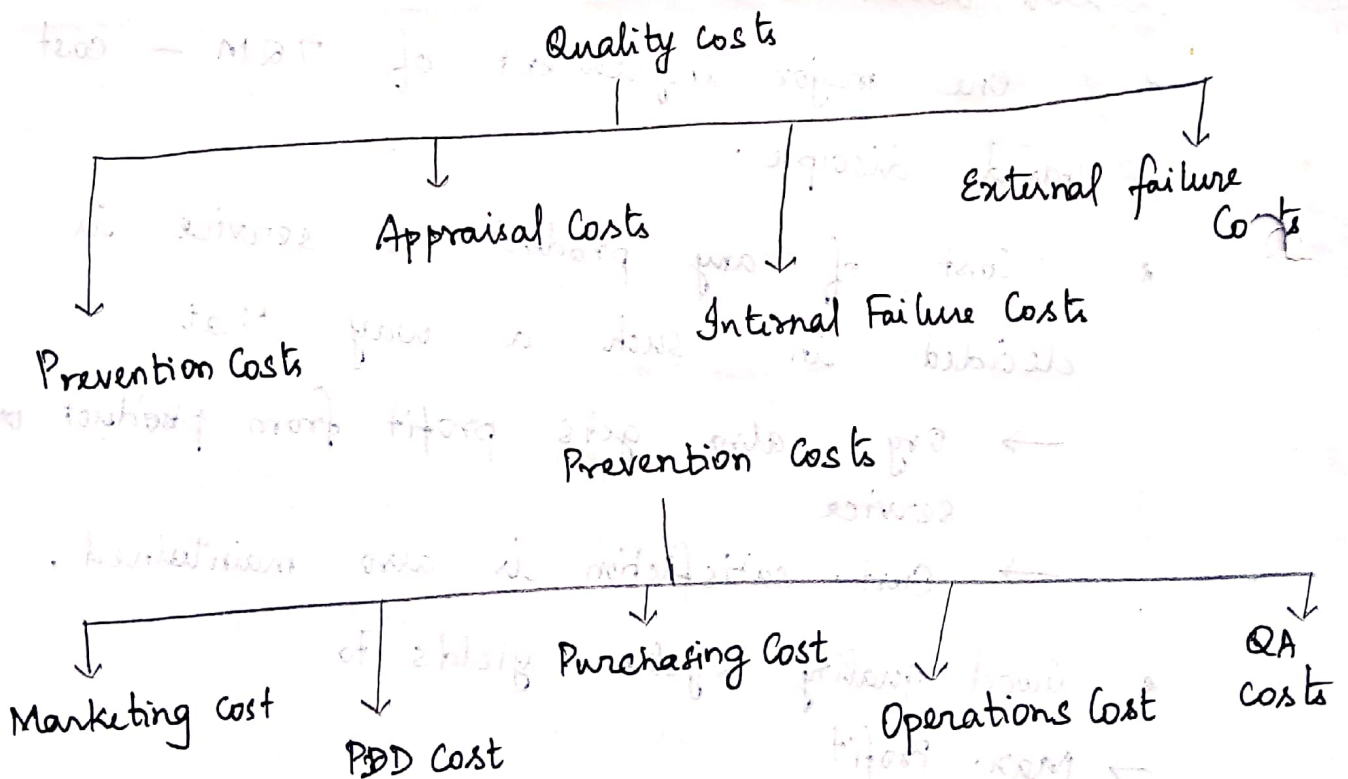 Quality Costs
Prevention Costs
Appraisal Costs
Internal Failure Costs
External failure
Costs
Prevention Costs
Marketing Cost
PDD Cost
Purchasing Cost
Operations Cost
QA
Costs